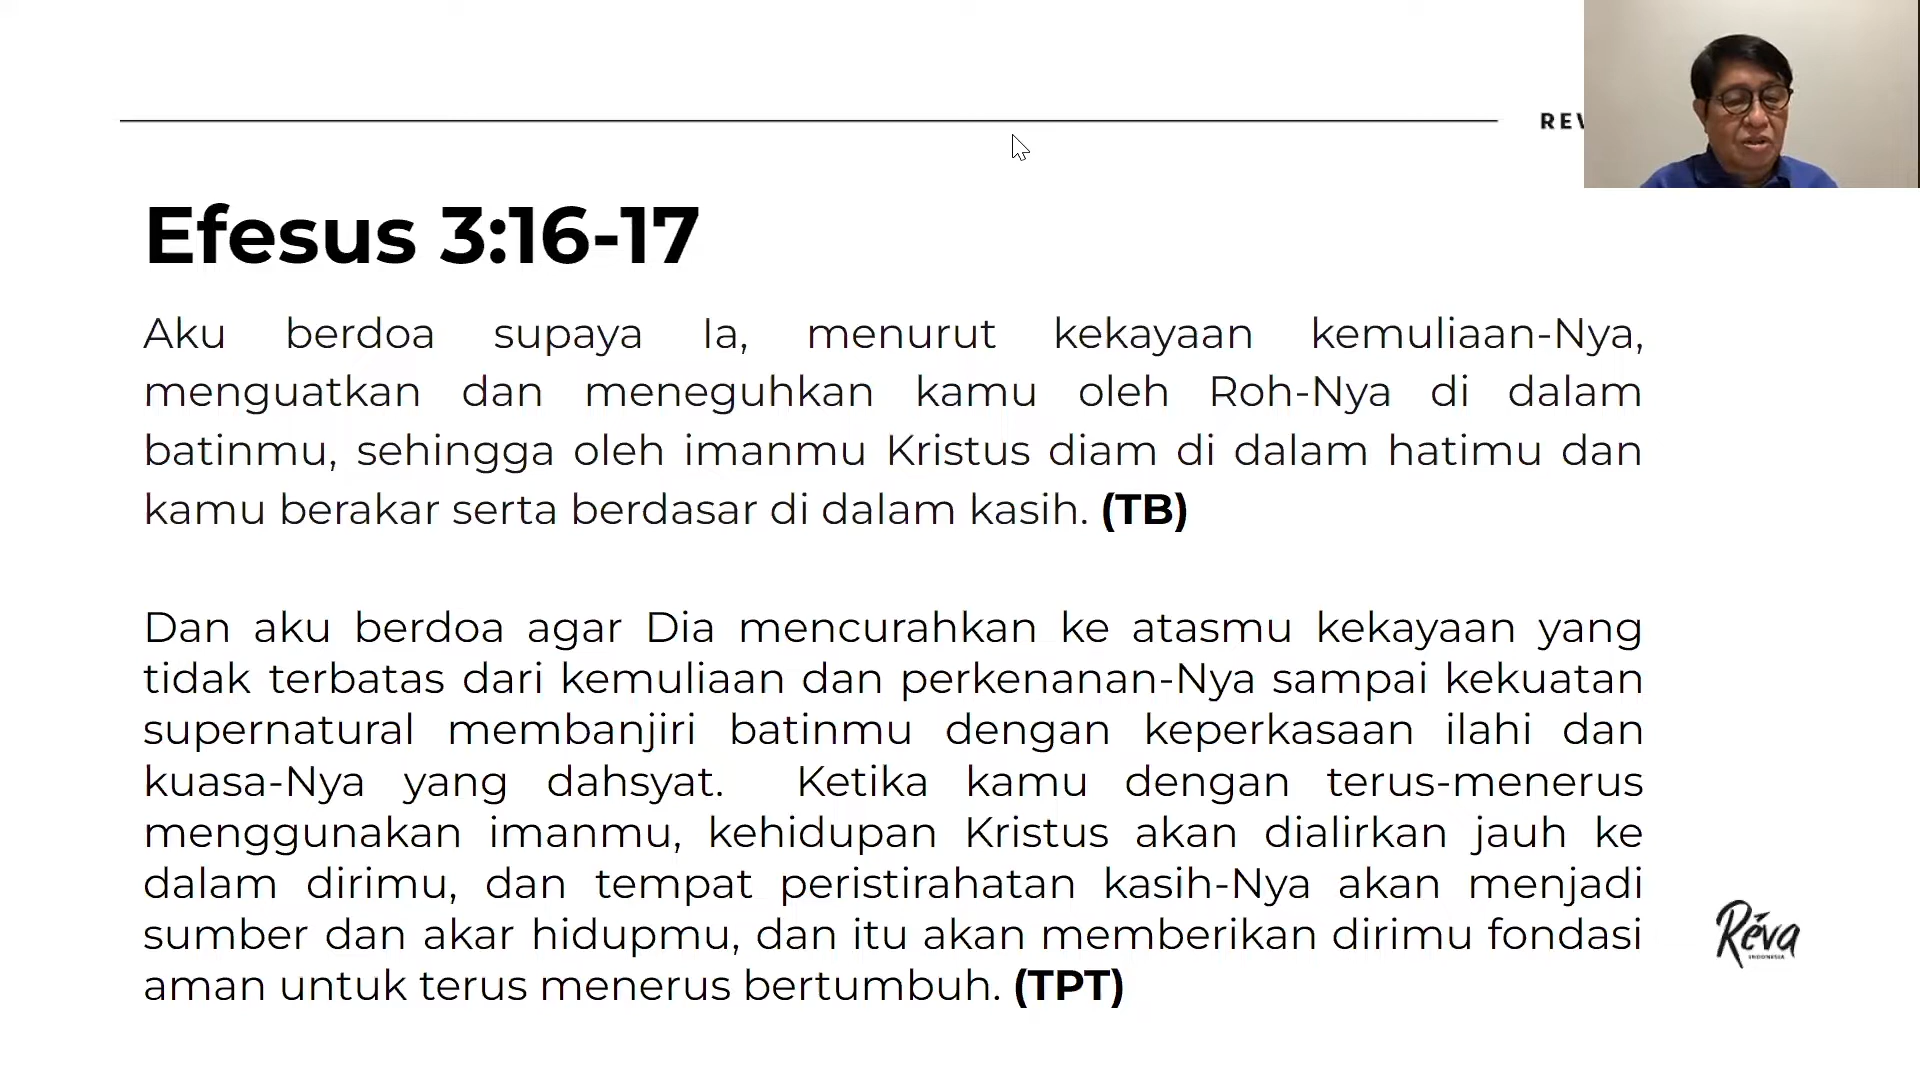 Efesus 3:16-17
Aku berdoa supaya Ia, menurut kekayaan kemuliaan-Nya,
menguatkan dan meneguhkan kamu oleh Roh-Nya di dalam
batinmu, sehingga oleh imanmu Kristus diam di dalam hatimu dan
kamu berakar serta berdasar di dalam kasih. (TB)
Dan aku berdoa agar Dia mencurahkan ke atasmu kekayaan yang
tidak terbatas dari kemuliaan dan perkenanan-Nya sampai kekuatan
supernatural membanjiri batinmu dengan keperkasaan ilahi dan
kuasa-Nya yang dahsyat. Ketika kamu dengan terus-menerus
menggunakan imanmu, kehidupan Kristus akan dialirkan jauh ke
dalam dirimu, dan tempat peristirahatan kasih-Nya akan menjadi
sumber dan akar hidupmu, dan itu akan memberikan dirimu fondasi
aman untuk terus menerus bertumbuh. (TPT)
Réva
INDONESIA